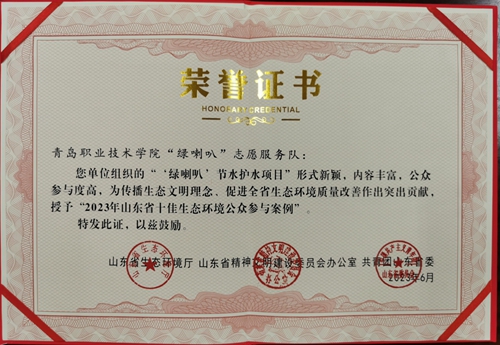 荣誉证书
HONORARY CREDENTIAL
青岛职业技术学院“绿喇叭”志愿服务队：
您单位组织的“‘绿喇叭’节水护水项目”形式新颖，内容丰富，公众
参与度高，为传播生态文明理念、促进全省生态环境质量改善作出突出贡献，
授予“2023年山东省十佳生态环境公众参与案例”。
特发此证，以兹鼓励。
山东省生态环境厅 山东省精神文明建设委员会办公室 共青团山东省委
2023年6月